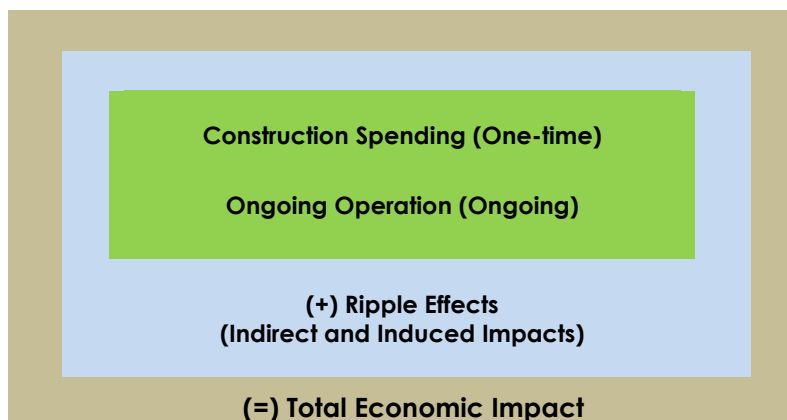 Construction Spending (One-time)
Ongoing Operation (Ongoing)
(+) Ripple Effects
(Indirect and Induced Impacts)
(=) Total Economic Impact